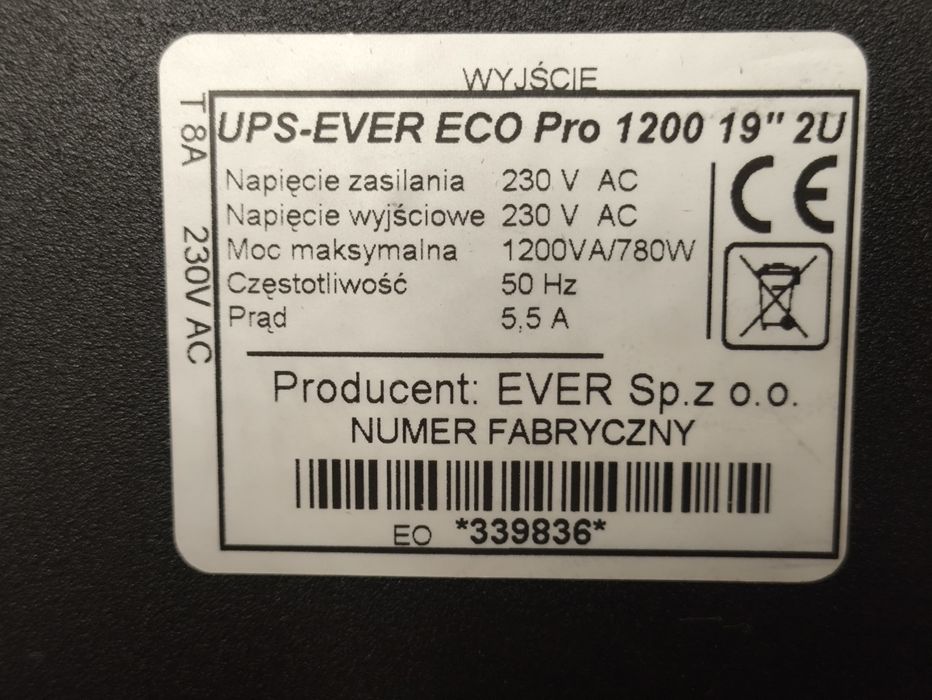 WYJŚCIE
T 8A 230V AC
UPS-EVER ECO Pro 1200 19" 2U
Napięcie zasilania 230 V AC
Napięcie wyjściowe 230 V AC
Moc maksymalna 1200VA/780W
Częstotliwość 50 Hz
Prąd 5,5 A
CE
Producent: EVER Sp.z o.o.
NUMER FABRYCZNY
EO *339836*